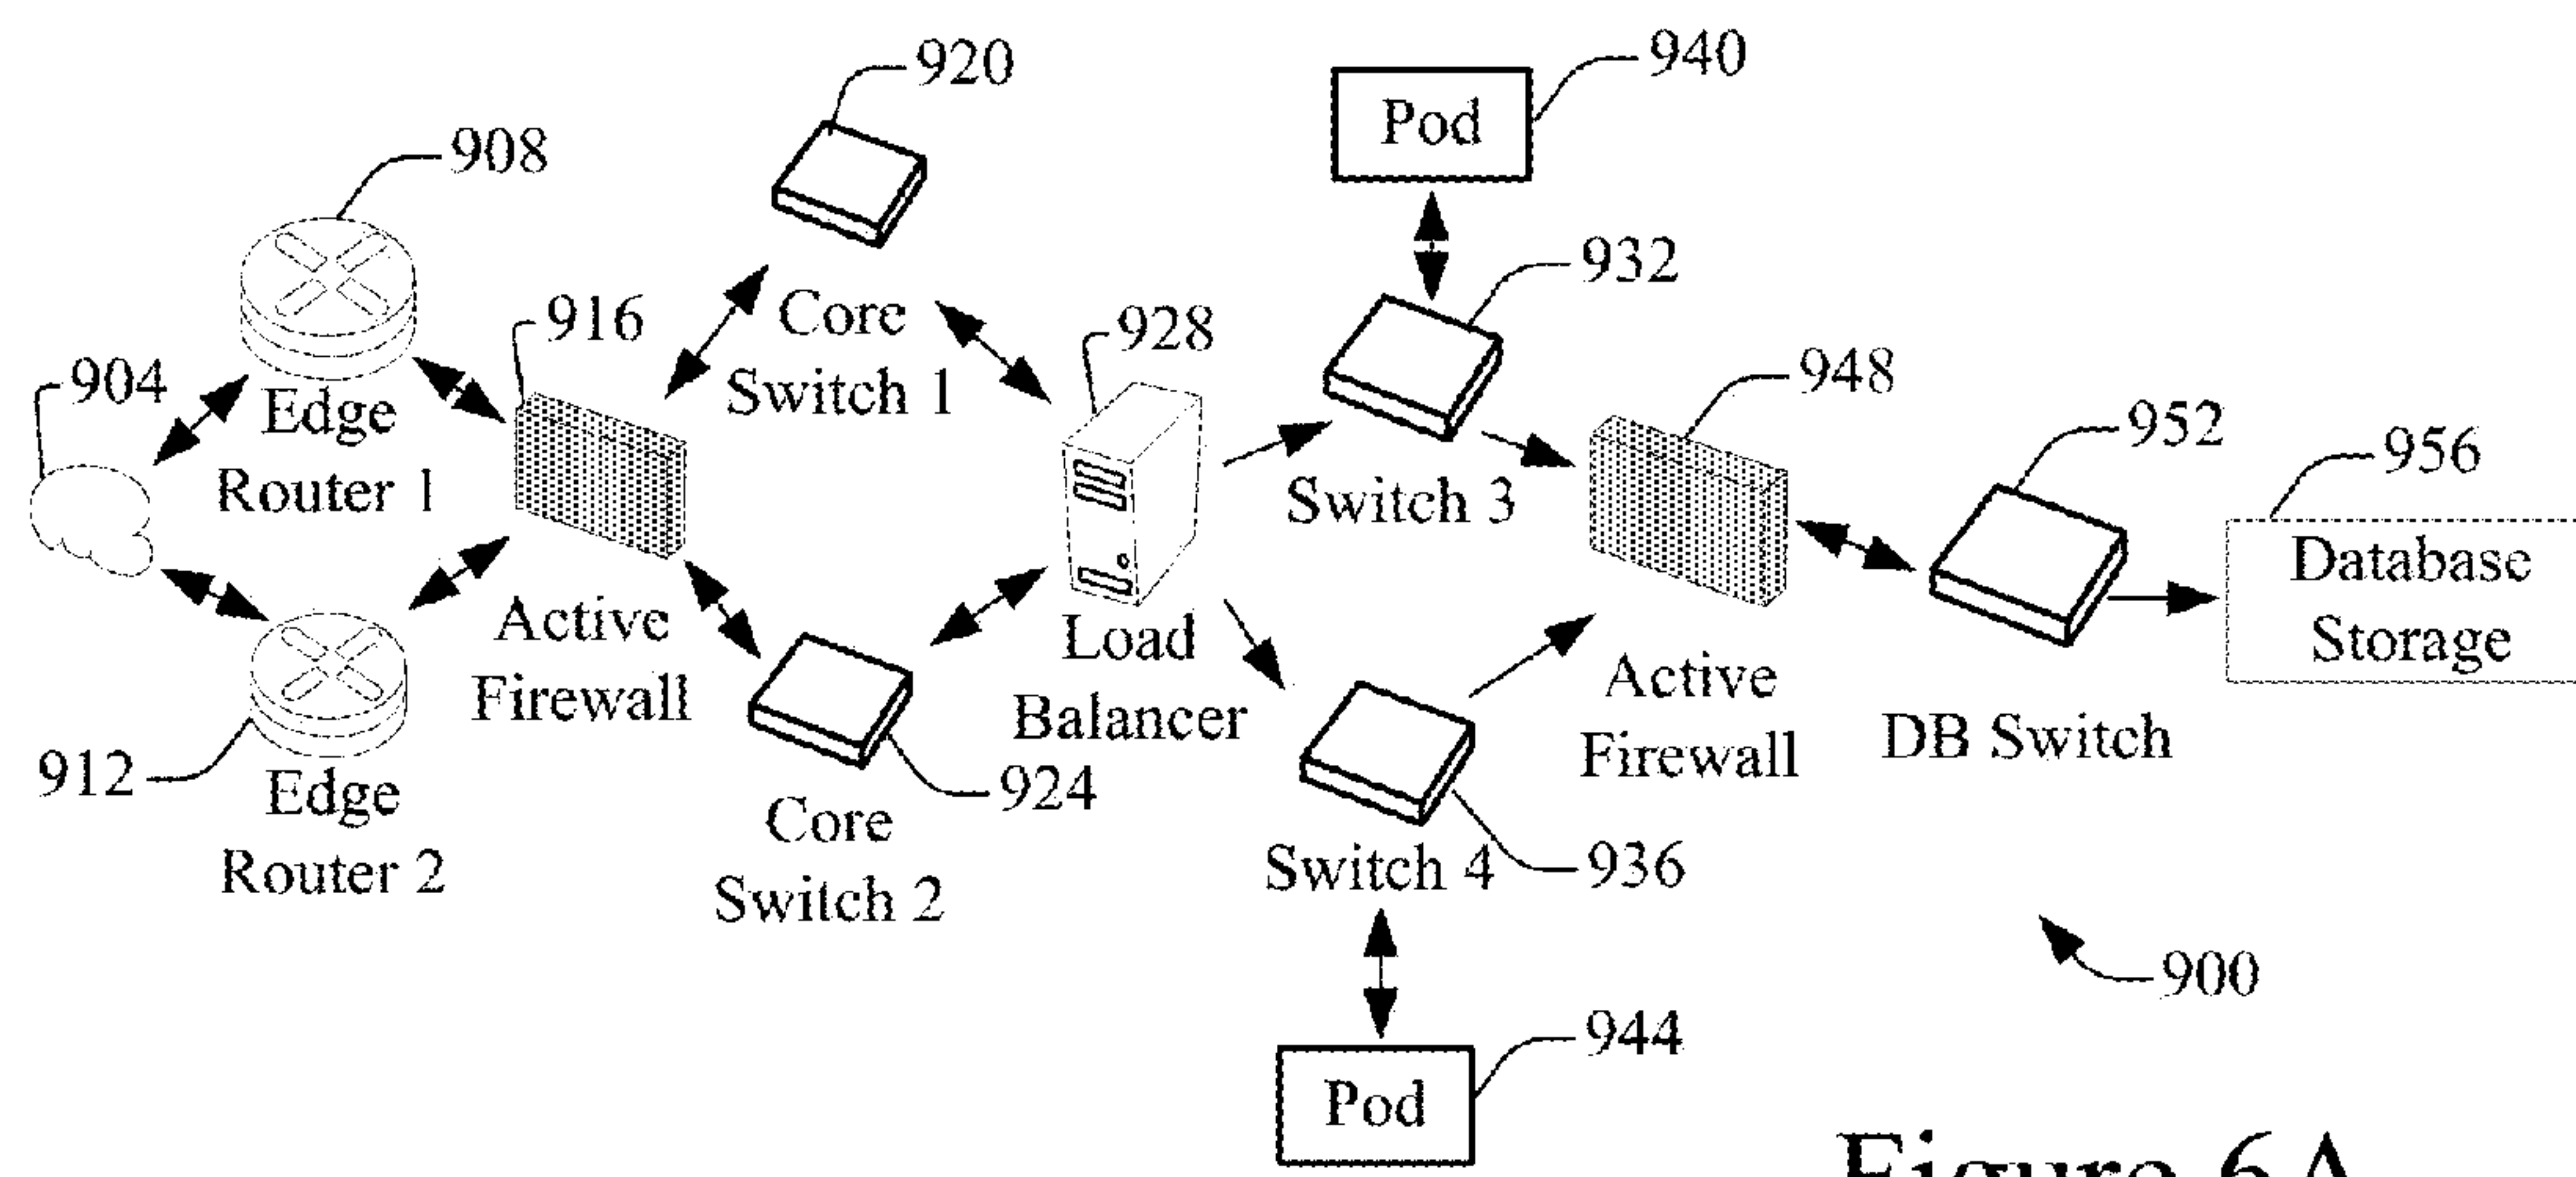 920
940
Pod
908
932
916
Core
Switch 1
928
948
904
Edge
Router 1
952
956
Switch 3
Database
Storage
Active
Firewall
Load
Balancer
Active
Firewall
DB Switch
912
Edge
Router 2
924
Core
Switch 2
Switch 4
936
900
944
Pod
Figure 6A